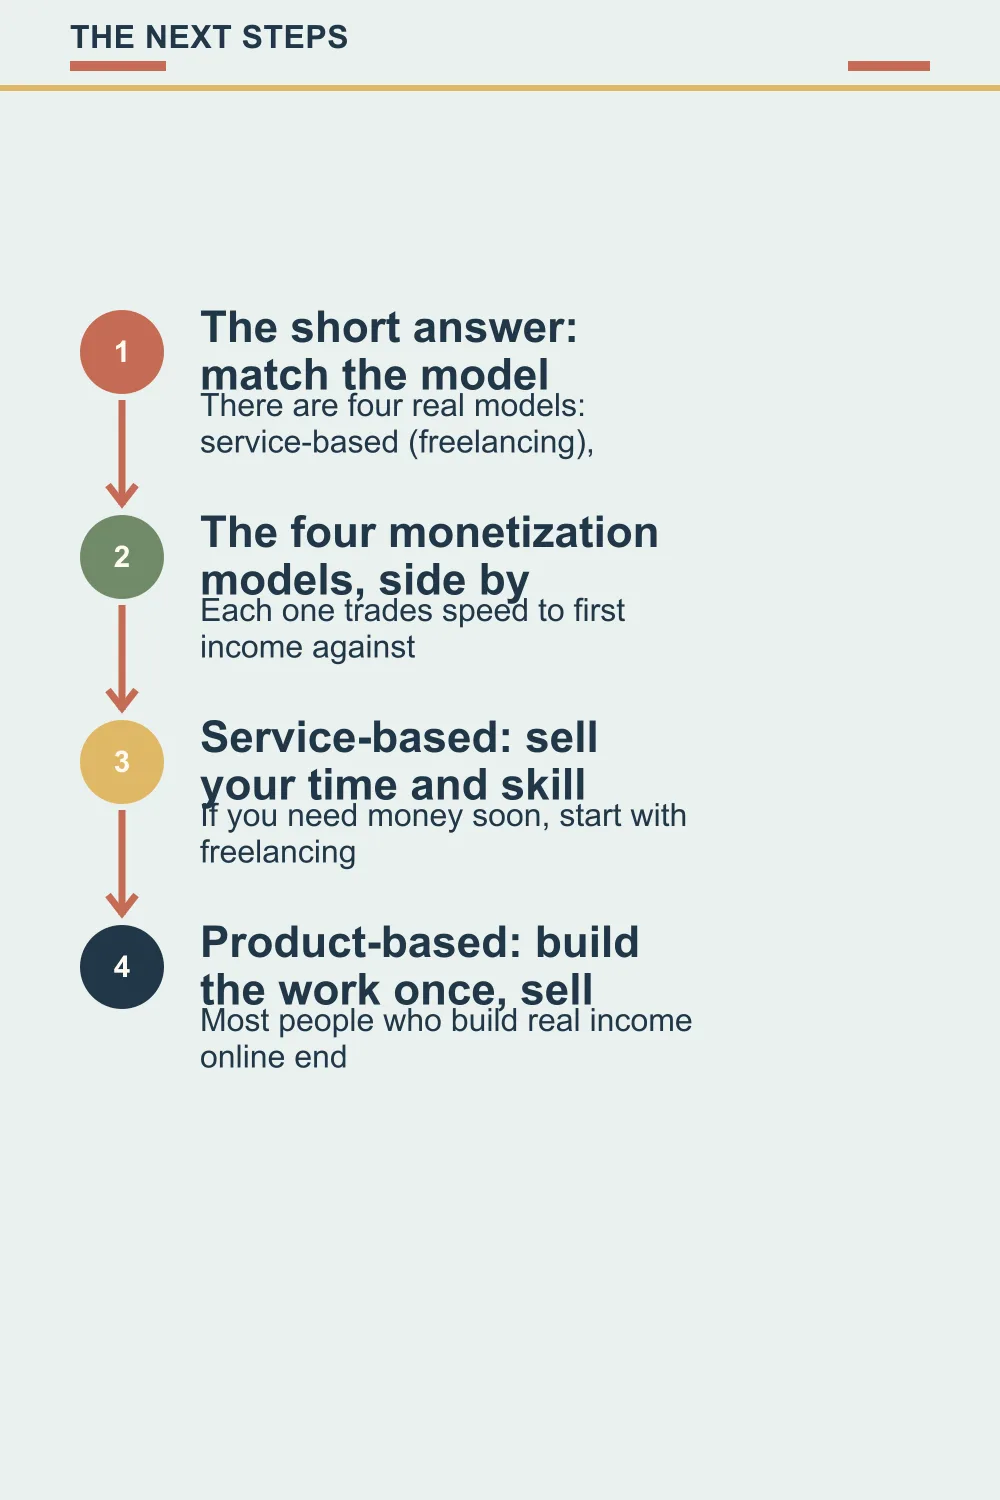 THE NEXT STEPS
1
The short answer:
match the model
There are four real models:
service-based (freelancing),
2
The four monetization
models, side by
Each one trades speed to first
income against
3
Service-based: sell
your time and skill
If you need money soon, start with
freelancing
4
Product-based: build
the work once, sell
Most people who build real income
online end